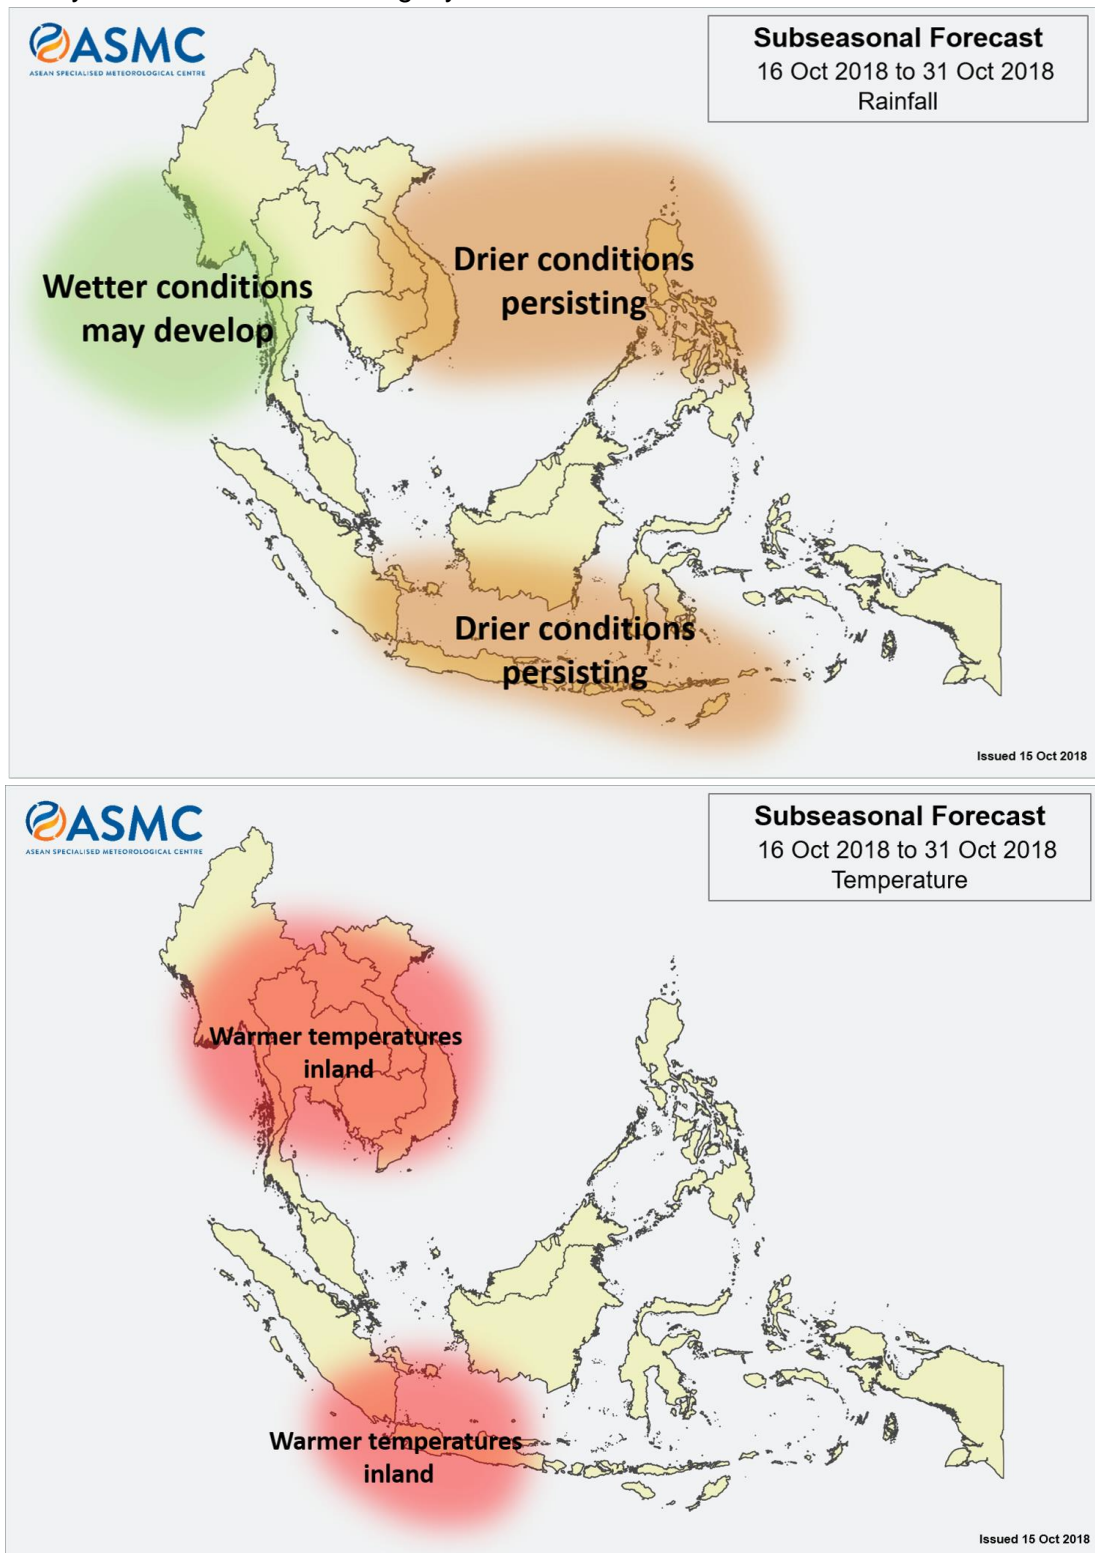 ASMC
ASEAN SPECIALISED METEOROLOGICAL CENTRE
Subseasonal Forecast
16 Oct 2018 to 31 Oct 2018
Rainfall
Wetter conditions
may develop
Drier conditions
persisting
Drier conditions
persisting
Issued 15 Oct 2018
ASMC
ASEAN SPECIALISED METEOROLOGICAL CENTRE
Subseasonal Forecast
16 Oct 2018 to 31 Oct 2018
Temperature
Warmer temperatures
inland
Warmer temperatures
inland
Issued 15 Oct 2018